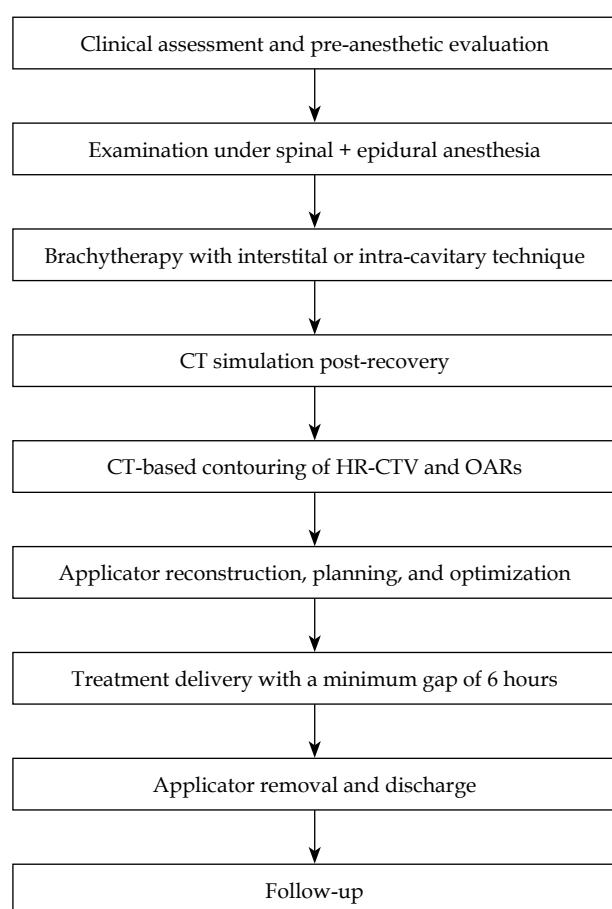 Clinical assessment and pre-anesthetic evaluation
Examination under spinal + epidural anesthesia
Brachytherapy with interstital or intra-cavitary technique
CT simulation post-recovery
CT-based contouring of HR-CTV and OARs
Applicator reconstruction, planning, and optimization
Treatment delivery with a minimum gap of 6 hours
Applicator removal and discharge
Follow-up